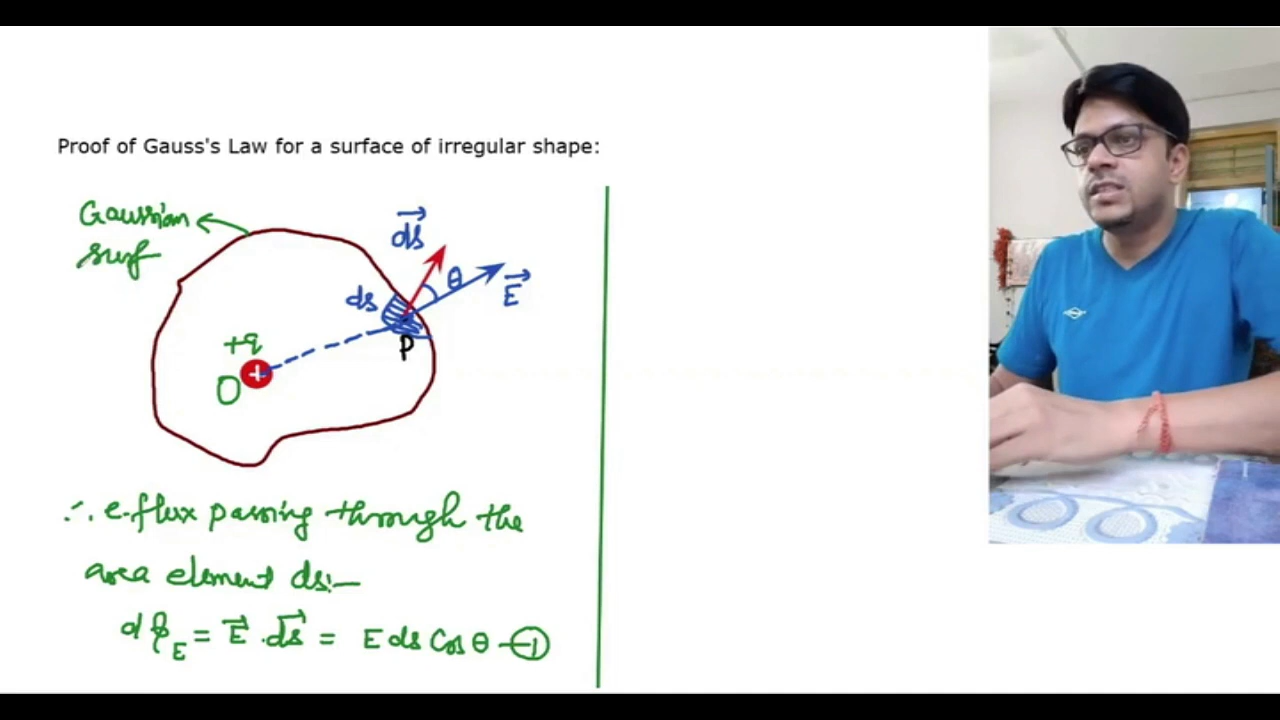 Proof of Gauss's Law for a surface of irregular shape:
Gaussian
surf
+q
O
ds
P
→ds
θ
→E
∴ e.flux passing through the
area element ds:—
dϕ_E = →E . →ds = E ds Cos θ —①